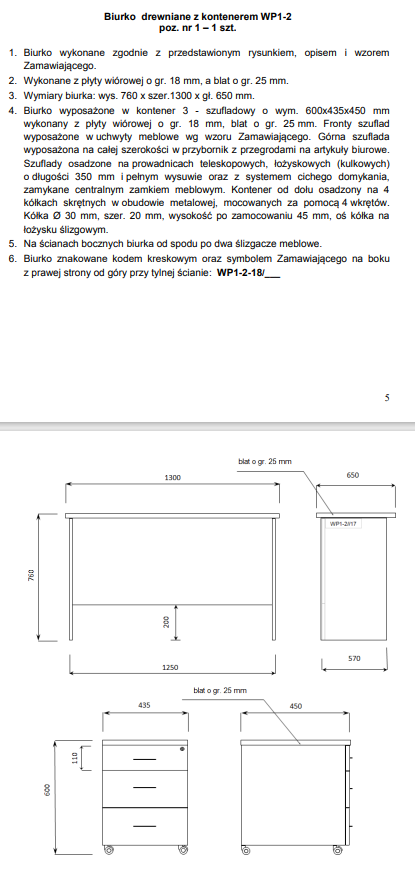 Biurko drewniane z kontenerem WP1-2
poz. nr 1 – 1 szt.
1. Biurko wykonane zgodnie z przedstawionym rysunkiem, opisem i wzorem
Zamawiającego.
2. Wykonane z płyty wiórowej o gr. 18 mm, a blat o gr. 25 mm.
3. Wymiary biurka: wys. 760 x szer.1300 x gł. 650 mm.
4. Biurko wyposażone w kontener 3 - szufladowy o wym. 600x435x450 mm
wykonany z płyty wiórowej o gr. 18 mm, blat o gr. 25 mm. Fronty szuflad
wyposażone w uchwyty meblowe wg wzoru Zamawiającego. Górna szuflada
wyposażona na całej szerokości w przybornik z przegrodami na artykuły biurowe.
Szuflady osadzone na prowadnicach teleskopowych, łożyskowych (kulkowych)
o długości 350 mm i pełnym wysuwie oraz z systemem cichego domykania,
zamykane centralnym zamkiem meblowym. Kontener od dołu osadzony na 4
kółkach skrętnych w obudowie metalowej, mocowanych za pomocą 4 wkrętów.
Kółka Ø 30 mm, szer. 20 mm, wysokość po zamocowaniu 45 mm, oś kółka na
łożysku ślizgowym.
5. Na ścianach bocznych biurka od spodu po dwa ślizgacze meblowe.
6. Biurko znakowane kodem kreskowym oraz symbolem Zamawiającego na boku
z prawej strony od góry przy tylnej ścianie: WP1-2-18/___
5
blat o gr. 25 mm
1300
650
WP1-2//17
760
200
1250
570
blat o gr. 25 mm
435
450
110
600